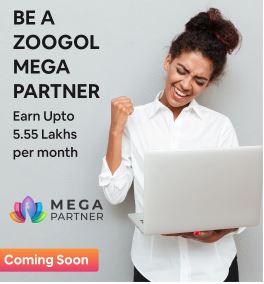 BE A
ZOOGOL
MEGA
PARTNER
Earn Upto
5.55 Lakhs
per month
MEGA
PARTNER
Coming Soon